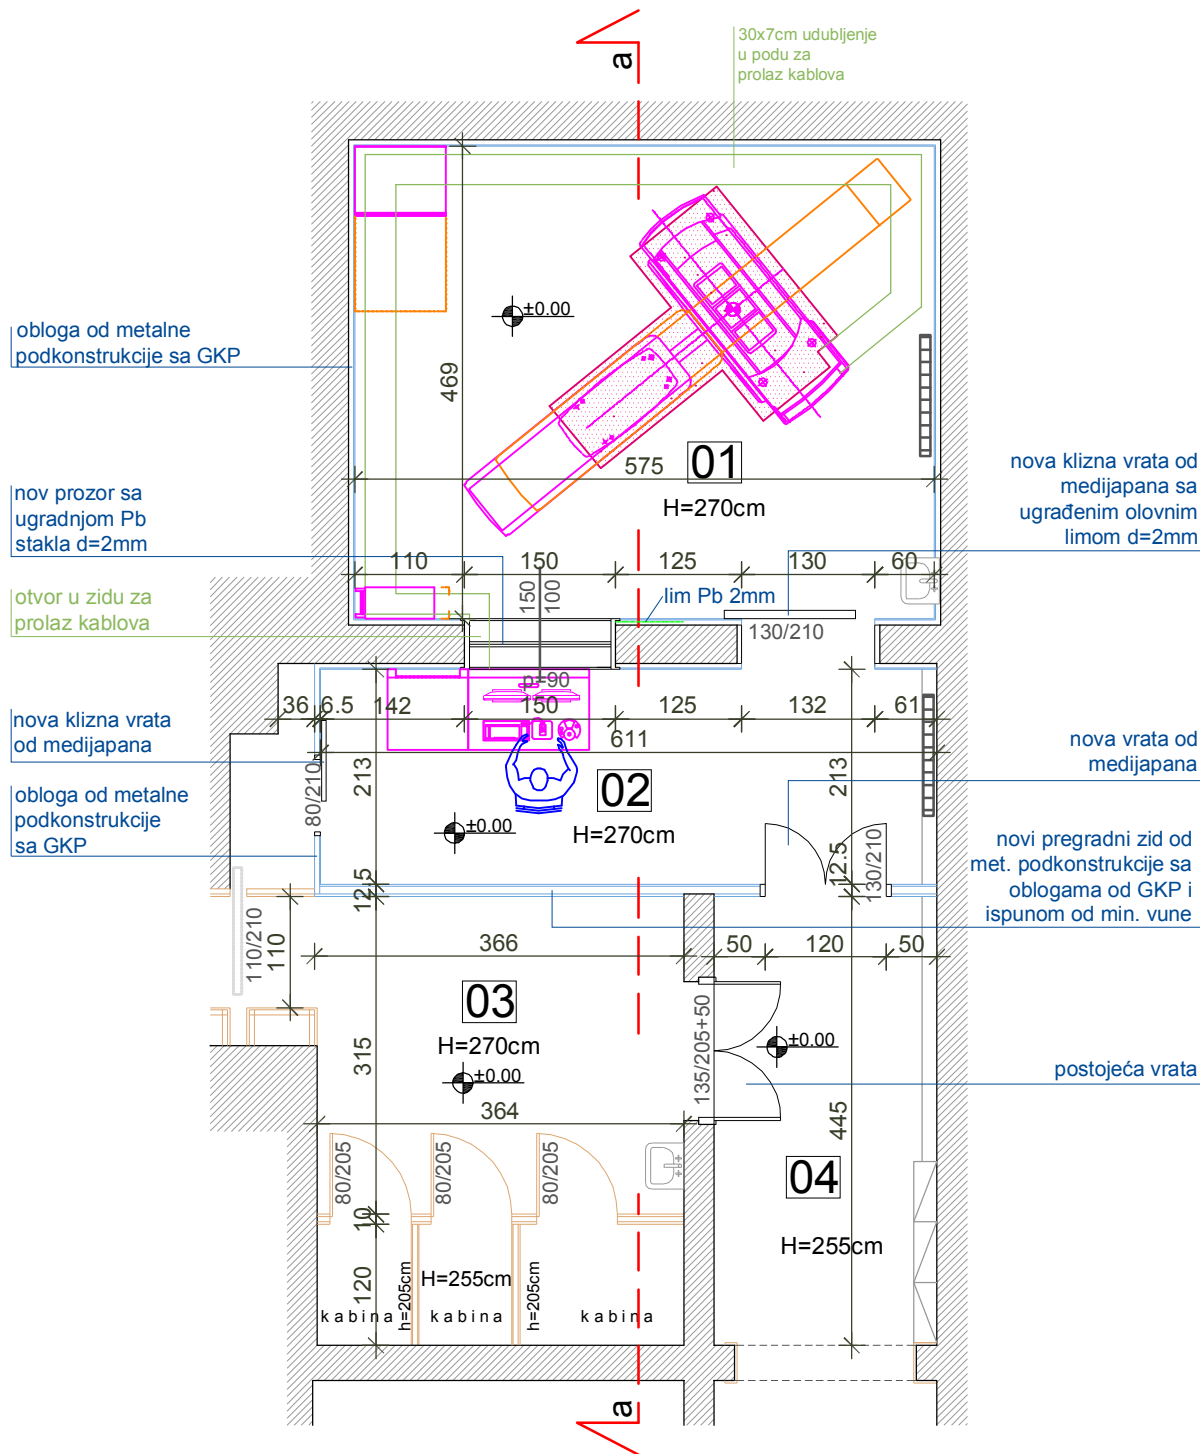 a
30x7cm udubljenje
u podu za
prolaz kablova
±0.00
obloga od metalne
podkonstrukcije sa GKP
469
575
01
H=270cm
nova klizna vrata od
medijapana sa
ugrađenim olovnim
limom d=2mm
nov prozor sa
ugradnjom Pb
stakla d=2mm
110
150
125
130
60
150
100
lim Pb 2mm
130/210
otvor u zidu za
prolaz kablova
p=90
36
6.5
142
150
125
132
61
611
nova klizna vrata
od medijapana
80/210
213
02
H=270cm
±0.00
213
nova vrata od
medijapana
obloga od metalne
podkonstrukcije
sa GKP
12.5
12.5
130/210
novi pregradni zid od
met. podkonstrukcije sa
oblogama od GKP i
ispunom od min. vune
110/210
110
366
50
120
50
03
H=270cm
±0.00
315
364
135/205+50
±0.00
postojeća vrata
445
80/205
80/205
80/205
04
H=255cm
10
120
H=255cm
h=205cm
h=205cm
kabina
kabina
kabina
a